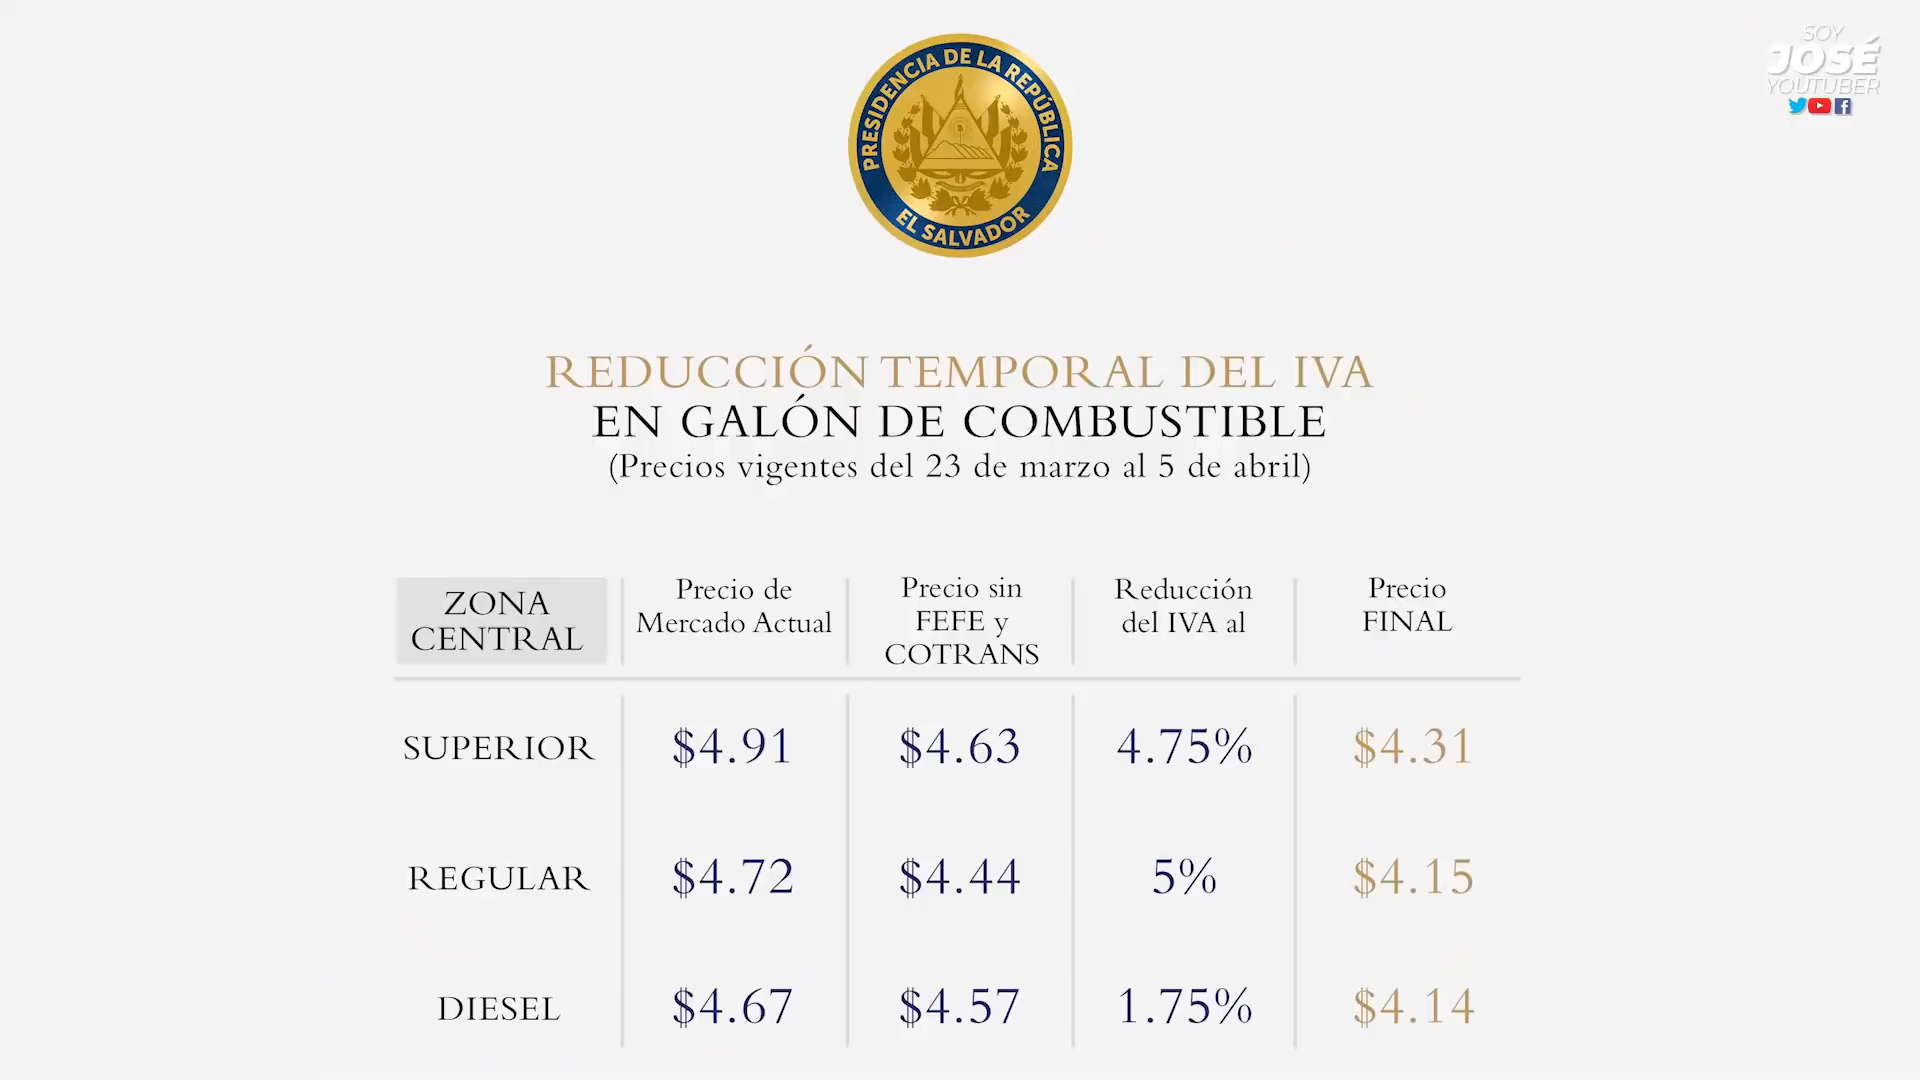 PRESIDENCIA DE LA REPÚBLICA
EL SALVADOR
SOY
JOSÉ
YOUTUBER
REDUCCIÓN TEMPORAL DEL IVA
EN GALÓN DE COMBUSTIBLE
(Precios vigentes del 23 de marzo al 5 de abril)
ZONA
CENTRAL
Precio de
Mercado Actual
Precio sin
FEFE y
COTRANS
Reducción
del IVA al
Precio
FINAL
SUPERIOR $4.91 $4.63 4.75% $4.31
REGULAR $4.72 $4.44 5% $4.15
DIESEL $4.67 $4.57 1.75% $4.14